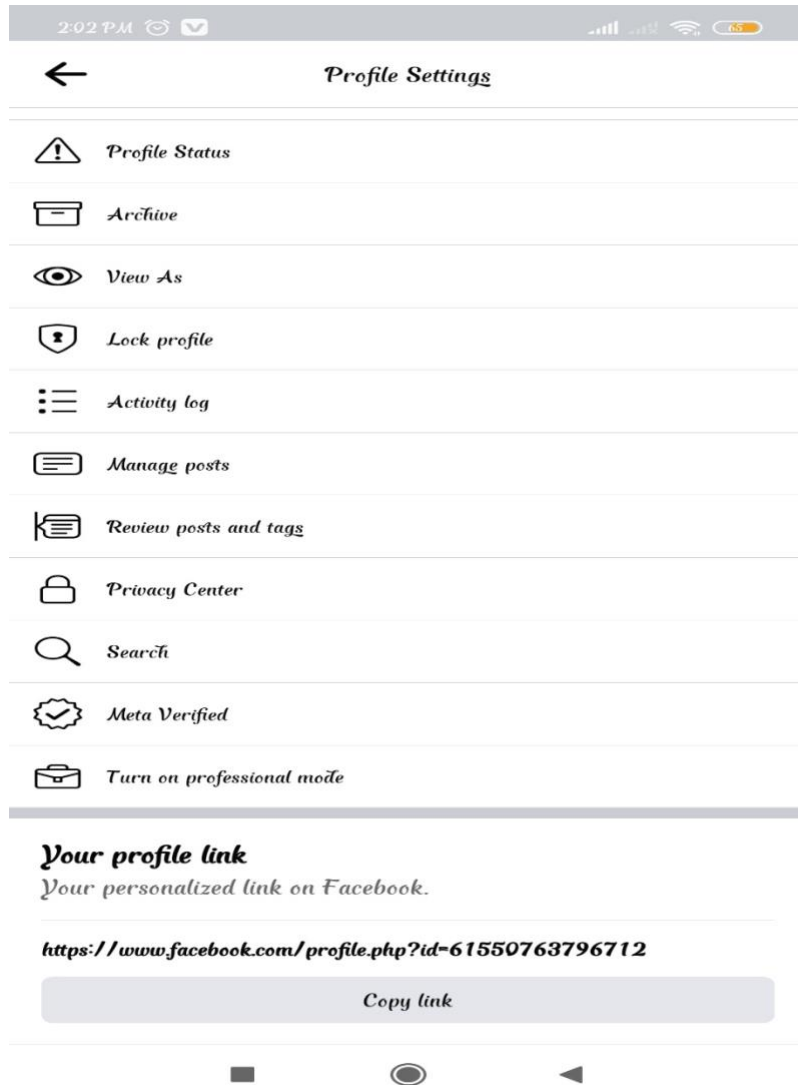 2:02 PM
65
Profile Settings
Profile Status
Archive
View As
Lock profile
Activity log
Manage posts
Review posts and tags
Privacy Center
Search
Meta Verified
Turn on professional mode
Your profile link
Your personalized link on Facebook.
https://www.facebook.com/profile.php?id=61550763796712
Copy link